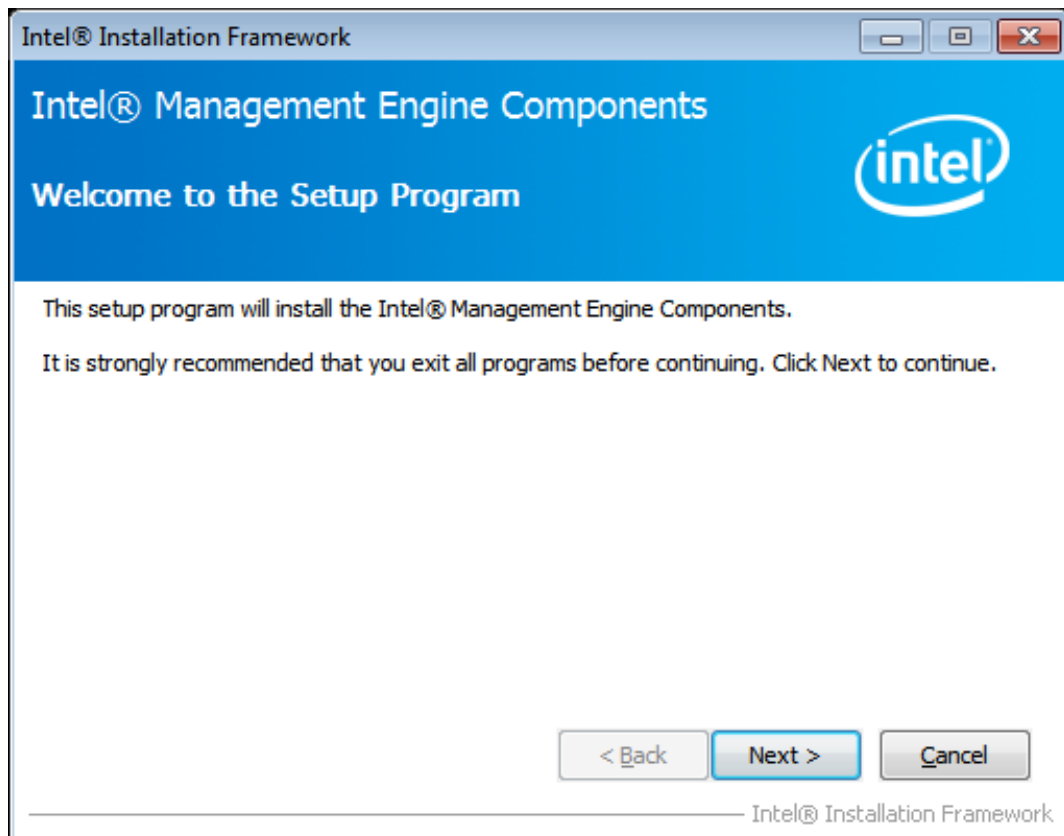 Intel® Installation Framework
Intel® Management Engine Components
intel®
Welcome to the Setup Program
This setup program will install the Intel® Management Engine Components.
It is strongly recommended that you exit all programs before continuing. Click Next to continue.
< Back
Next >
Cancel
Intel® Installation Framework